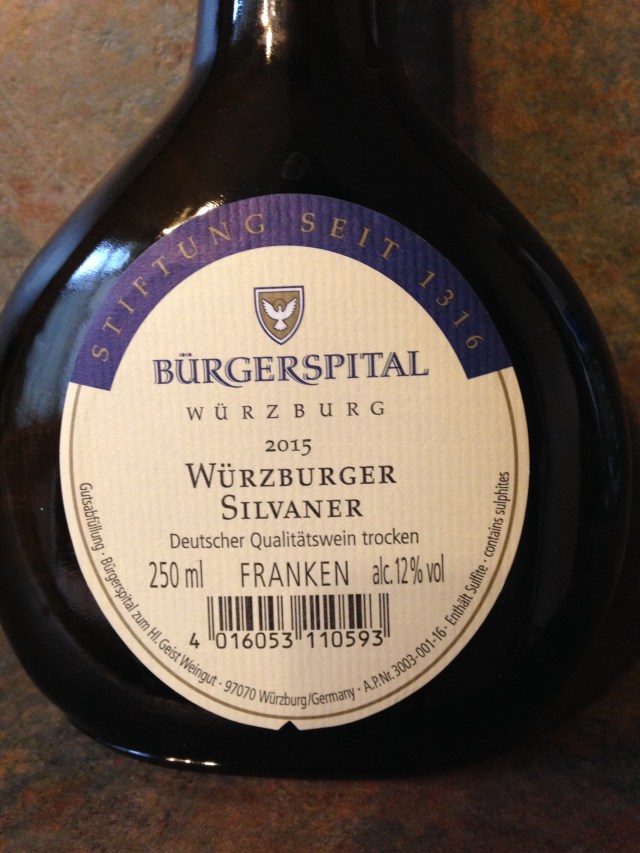 STIFTUNG SEIT 1316
BÜRGERSPITAL
WÜRZBURG
2015
WÜRZBURGER
SILVANER
Deutscher Qualitätswein trocken
250 ml FRANKEN alc. 12% vol
4 016053 110593
Gutsabfüllung · Bürgerspital zum Hl. Geist Weingut · 97070 Würzburg/Germany · A.P.Nr. 3003-001-16 · Enthält Sulfite · contains sulphites